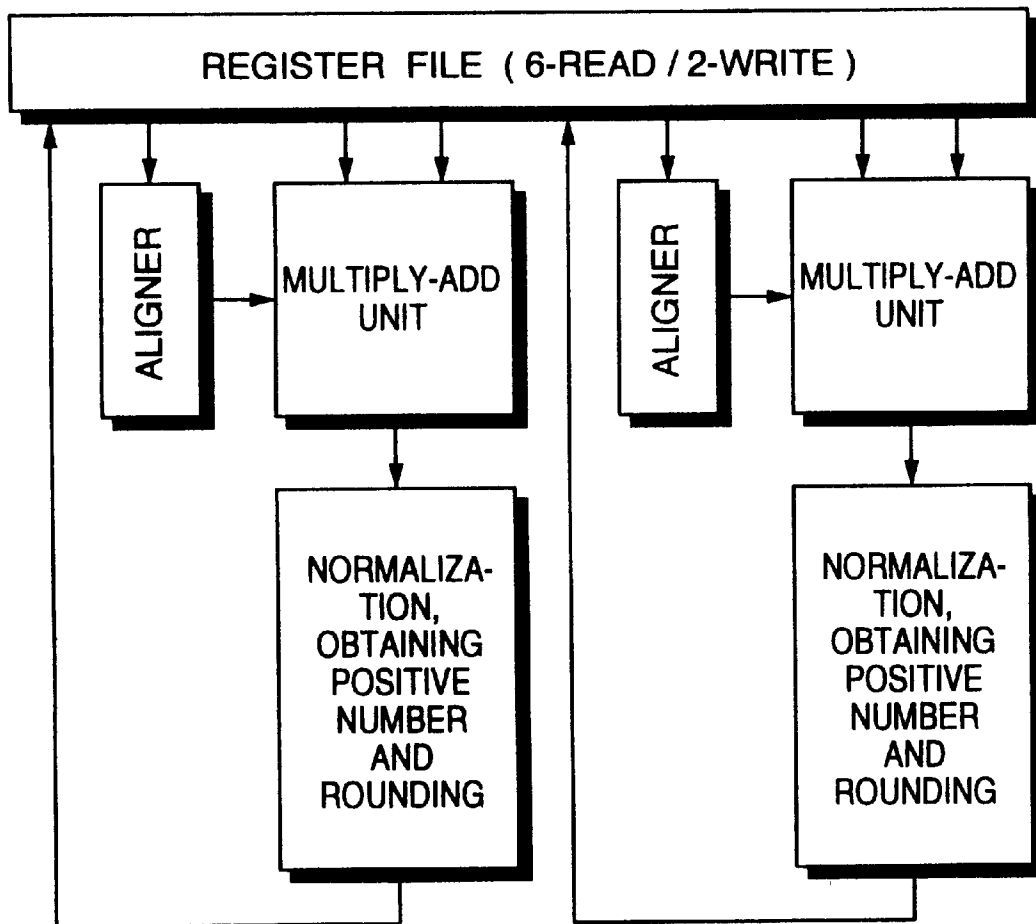 REGISTER FILE ( 6-READ / 2-WRITE )
ALIGNER
MULTIPLY-ADD
UNIT
ALIGNER
MULTIPLY-ADD
UNIT
NORMALIZA-
TION,
OBTAINING
POSITIVE
NUMBER
AND
ROUNDING
NORMALIZA-
TION,
OBTAINING
POSITIVE
NUMBER
AND
ROUNDING